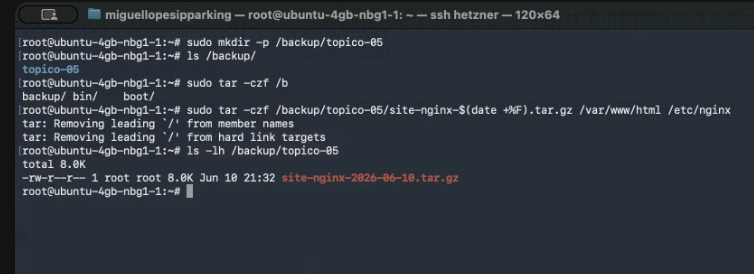 miguellopesipparking — root@ubuntu-4gb-nbg1-1: ~ — ssh hetzner — 120×64
[root@ubuntu-4gb-nbg1-1:~# sudo mkdir -p /backup/topico-05
[root@ubuntu-4gb-nbg1-1:~# ls /backup/
topico-05
[root@ubuntu-4gb-nbg1-1:~# sudo tar -czf /b
backup/ bin/    boot/
[root@ubuntu-4gb-nbg1-1:~# sudo tar -czf /backup/topico-05/site-nginx-$(date +%F).tar.gz /var/www/html /etc/nginx
tar: Removing leading `/' from member names
tar: Removing leading `/' from hard link targets
[root@ubuntu-4gb-nbg1-1:~# ls -lh /backup/topico-05
total 8.0K
-rw-r--r-- 1 root root 8.0K Jun 10 21:32 site-nginx-2026-06-10.tar.gz
root@ubuntu-4gb-nbg1-1:~#